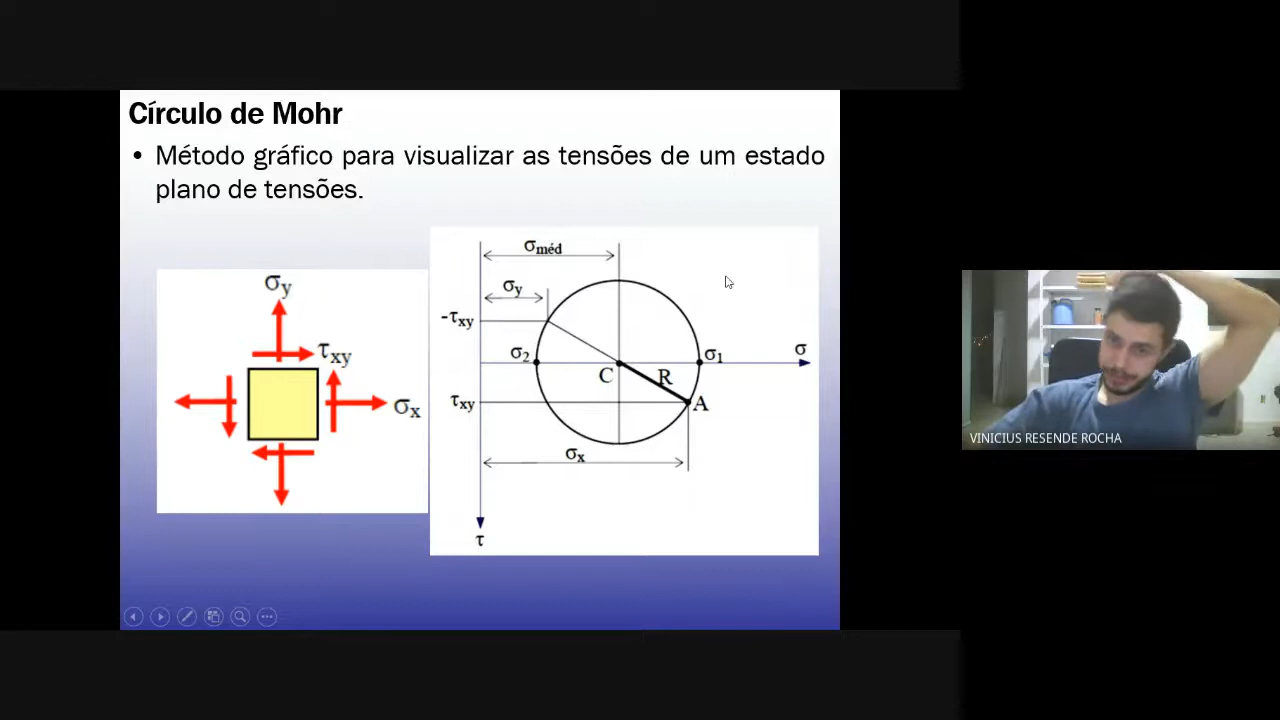 Círculo de Mohr
• Método gráfico para visualizar as tensões de um estado
plano de tensões.
σy
τxy
σx
σméd
σy
-τxy
σ2
σ1
σ
C
R
τxy
A
σx
τ
VINICIUS RESENDE ROCHA